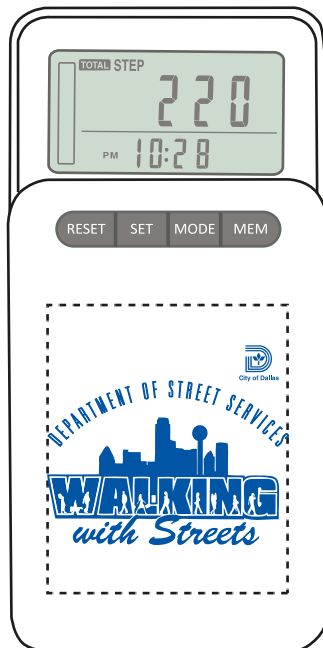 TOTAL STEP
220
PM 10:28
RESET SET MODE MEM
City of Dallas
DEPARTMENT OF STREET SERVICES
WALKING
with Streets